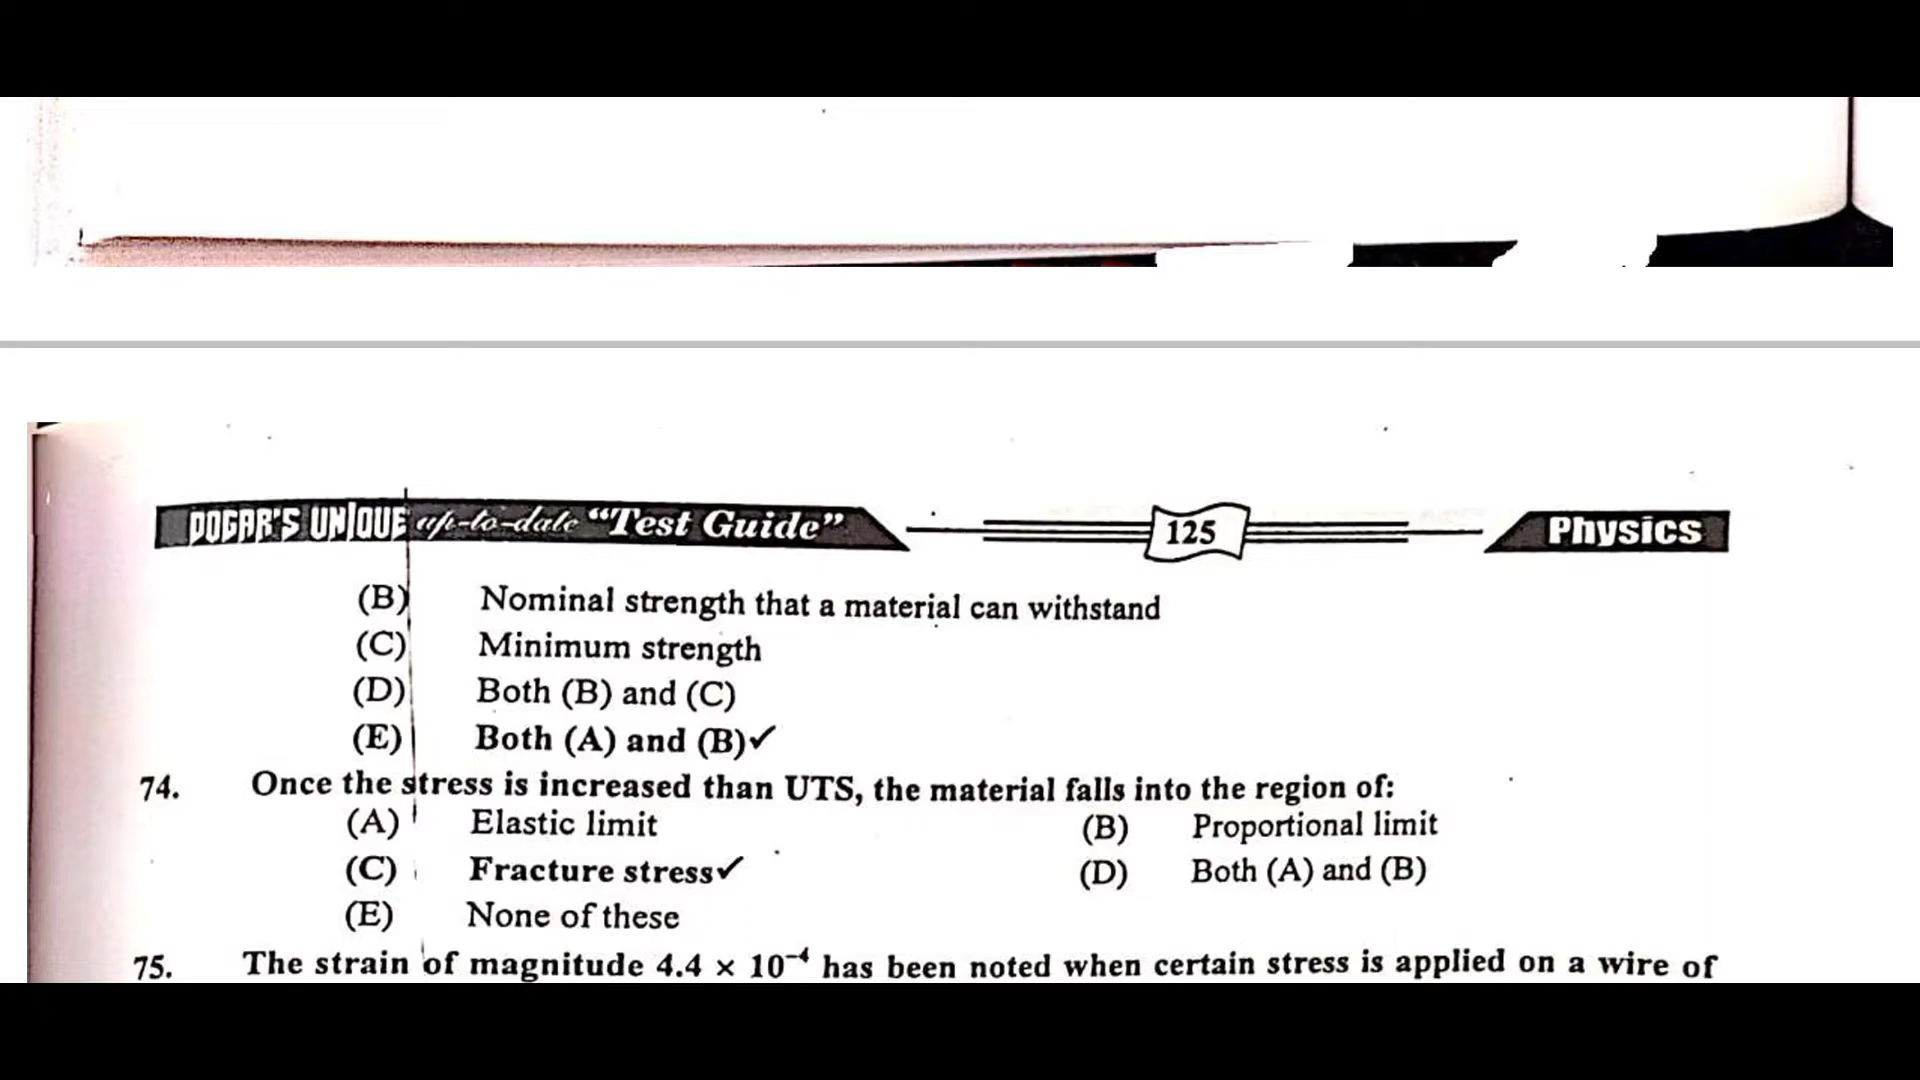 DOGAR'S UNIQUE up-to-date "Test Guide" 125 Physics
(B) Nominal strength that a material can withstand
(C) Minimum strength
(D) Both (B) and (C)
(E) Both (A) and (B)✓
74. Once the stress is increased than UTS, the material falls into the region of:
(A) Elastic limit (B) Proportional limit
(C) Fracture stress✓ (D) Both (A) and (B)
(E) None of these
75. The strain of magnitude 4.4 × 10⁻⁴ has been noted when certain stress is applied on a wire of